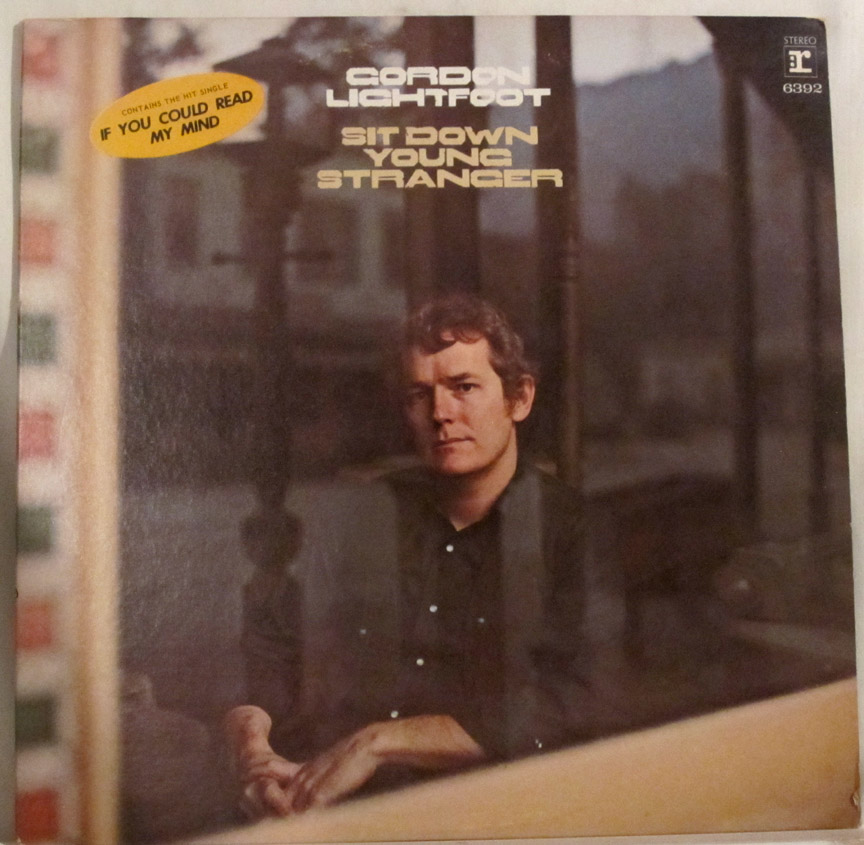 CONTAINS THE HIT SINGLE
IF YOU COULD READ
MY MIND
GORDON
LIGHTFOOT
SIT DOWN
YOUNG
STRANGER
STEREO
r
6392